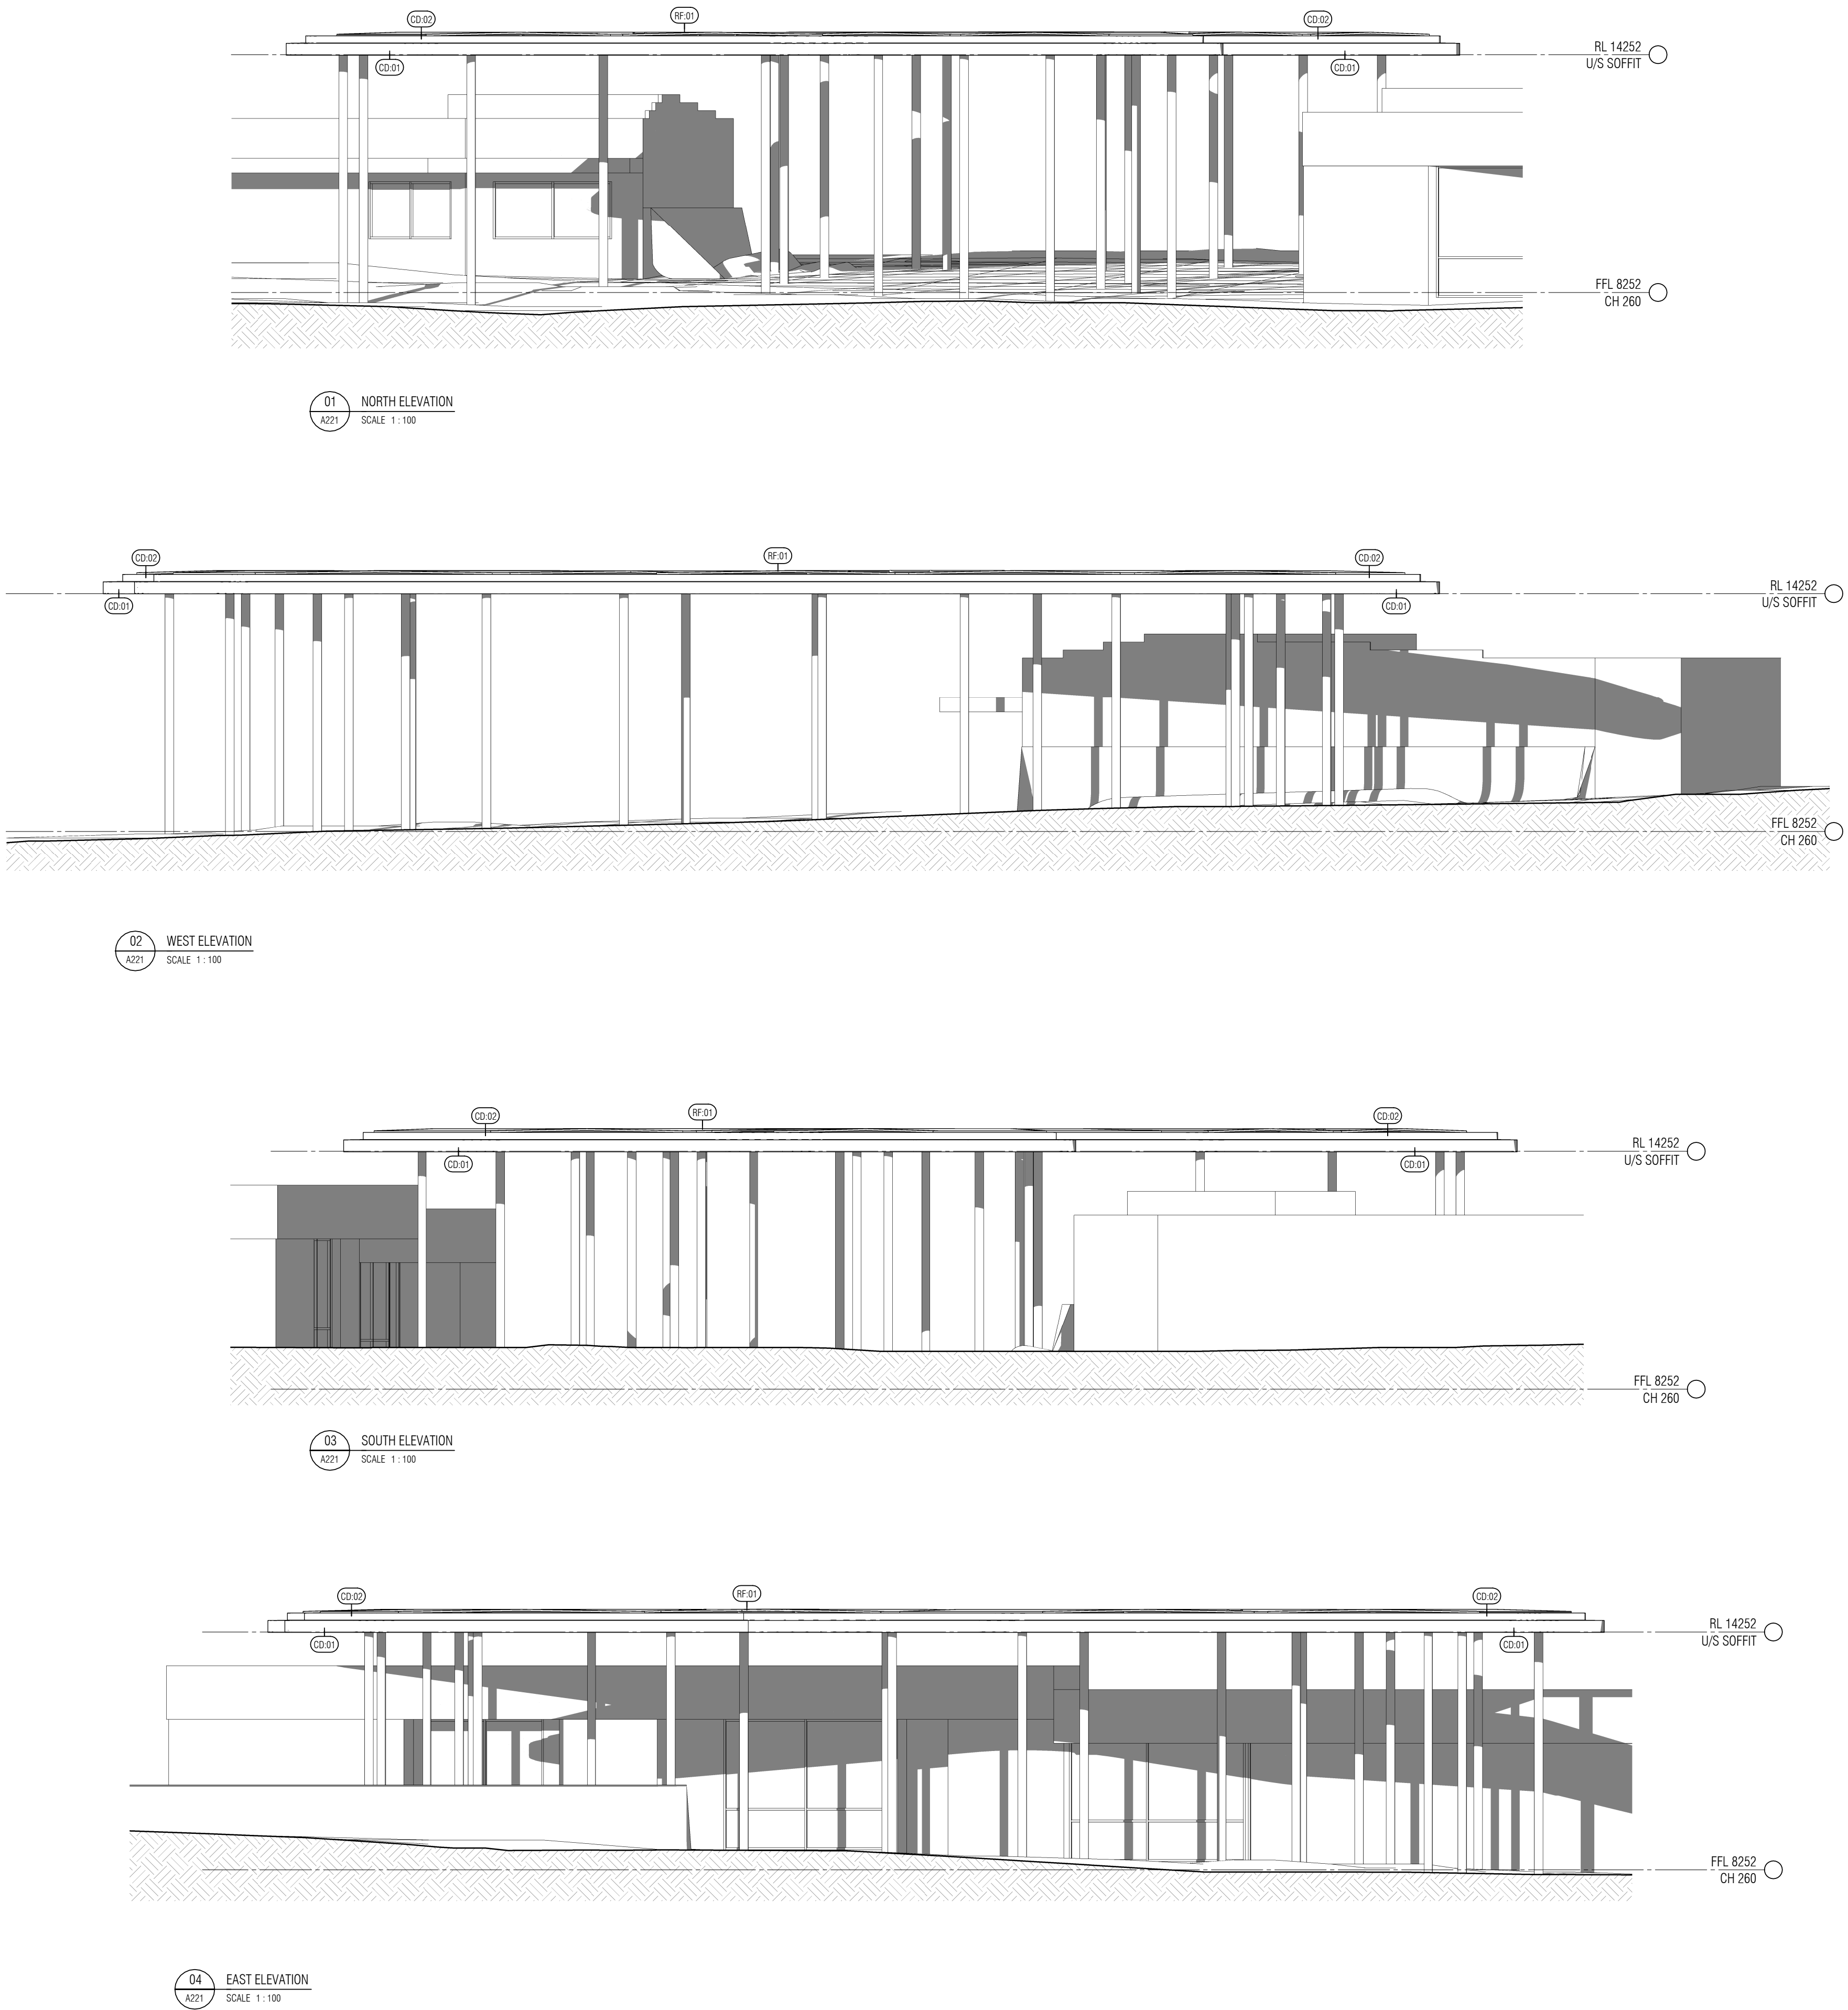 CD:02
RF:01
CD:02
CD:01
CD:01
RL 14252
U/S SOFFIT
FFL 8252
CH 260
01
A221
NORTH ELEVATION
SCALE 1 : 100
CD:02
RF:01
CD:02
CD:01
CD:01
RL 14252
U/S SOFFIT
FFL 8252
CH 260
02
A221
WEST ELEVATION
SCALE 1 : 100
CD:02
RF:01
CD:02
CD:01
CD:01
RL 14252
U/S SOFFIT
FFL 8252
CH 260
03
A221
SOUTH ELEVATION
SCALE 1 : 100
CD:02
RF:01
CD:02
CD:01
CD:01
RL 14252
U/S SOFFIT
FFL 8252
CH 260
04
A221
EAST ELEVATION
SCALE 1 : 100